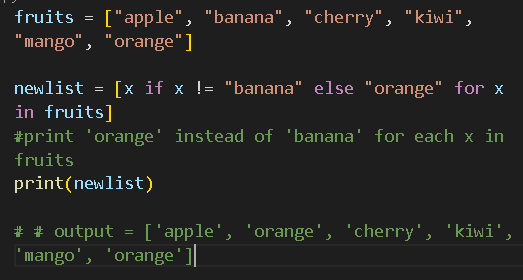 fruits = ["apple", "banana", "cherry", "kiwi",
"mango", "orange"]
newlist = [x if x != "banana" else "orange" for x
in fruits]
#print 'orange' instead of 'banana' for each x in
fruits
print(newlist)
# # output = ['apple', 'orange', 'cherry', 'kiwi',
'mango', 'orange']